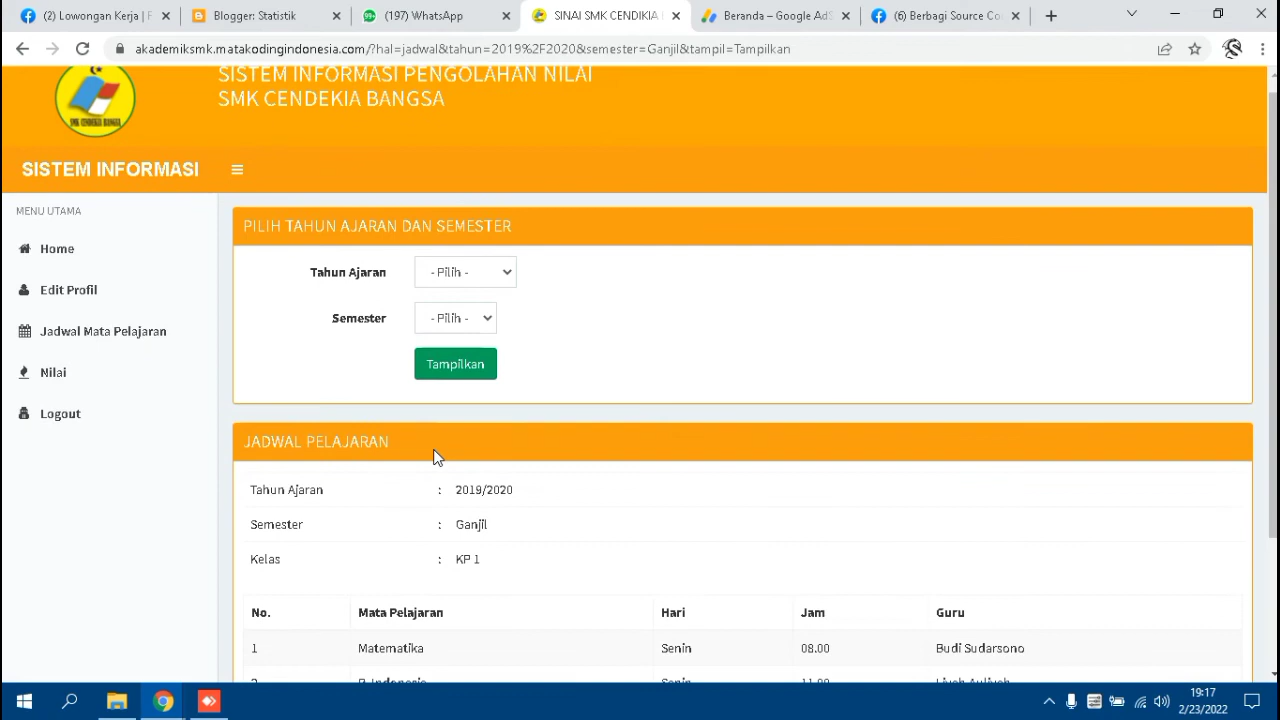 (2) Lowongan Kerja | F
Blogger: Statistik
(197) WhatsApp
SINAI SMK CENDIKIA
Beranda – Google AdS
(6) Berbagi Source Co
akademiksmk.matakodingindonesia.com/?hal=jadwal&tahun=2019%2F2020&semester=Ganjil&tampil=Tampilkan
SISTEM INFORMASI PENGOLAHAN NILAI
SMK CENDEKIA BANGSA
SMK CENDEKIA BANGSA
SISTEM INFORMASI
MENU UTAMA
Home
Edit Profil
Jadwal Mata Pelajaran
Nilai
Logout
PILIH TAHUN AJARAN DAN SEMESTER
Tahun Ajaran - Pilih -
Semester - Pilih -
Tampilkan
JADWAL PELAJARAN
Tahun Ajaran : 2019/2020
Semester : Ganjil
Kelas : KP 1
No. Mata Pelajaran Hari Jam Guru
1 Matematika Senin 08.00 Budi Sudarsono
19:17
2/23/2022